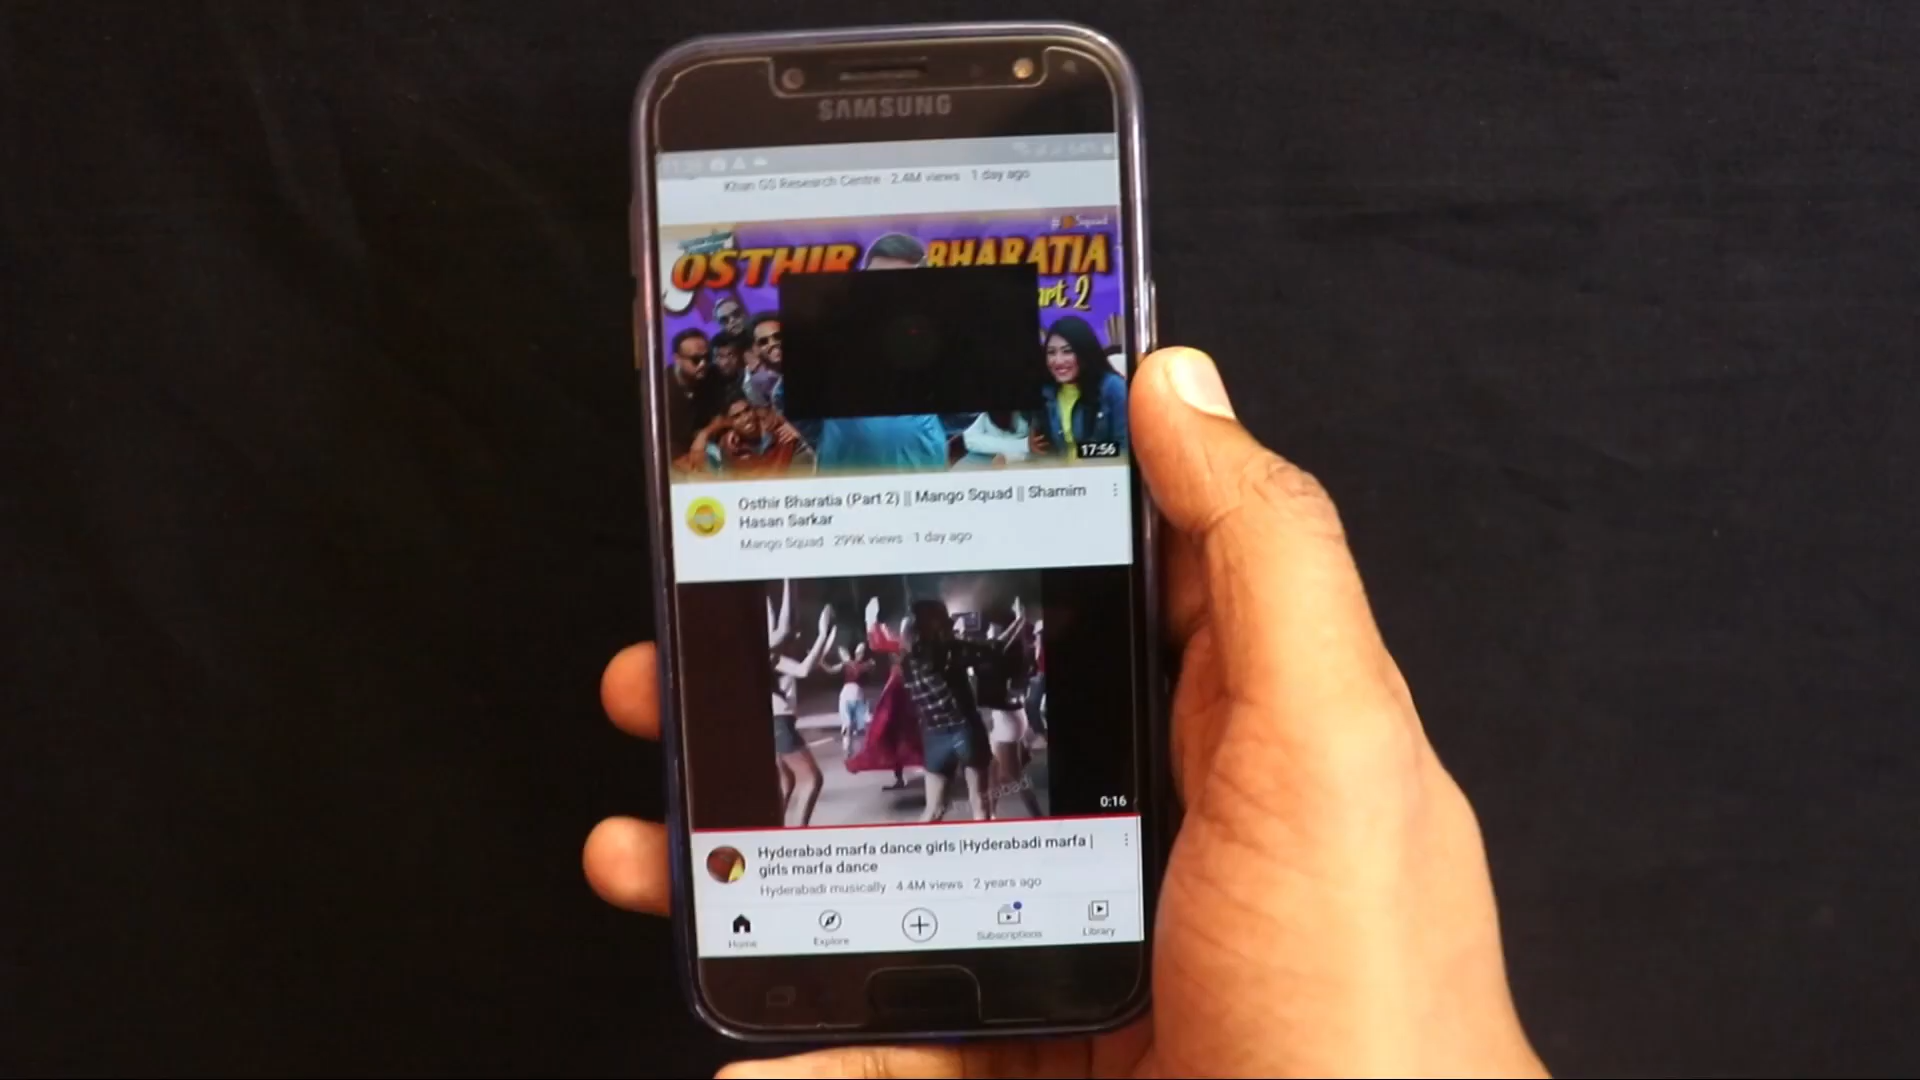 SAMSUNG
64%
Khan GS Research Centre · 2.4M views · 1 day ago
Squad
OSTHIR BHARATIA
Part 2
17:56
Osthir Bharatia (Part 2) || Mango Squad || Shamim
Hasan Sarkar
Mango Squad · 299K views · 1 day ago
0:16
Hyderabad marfa dance girls |Hyderabadi marfa |
girls marfa dance
Hyderabadi musically · 4.4M views · 2 years ago
Home
Explore
Subscriptions
Library